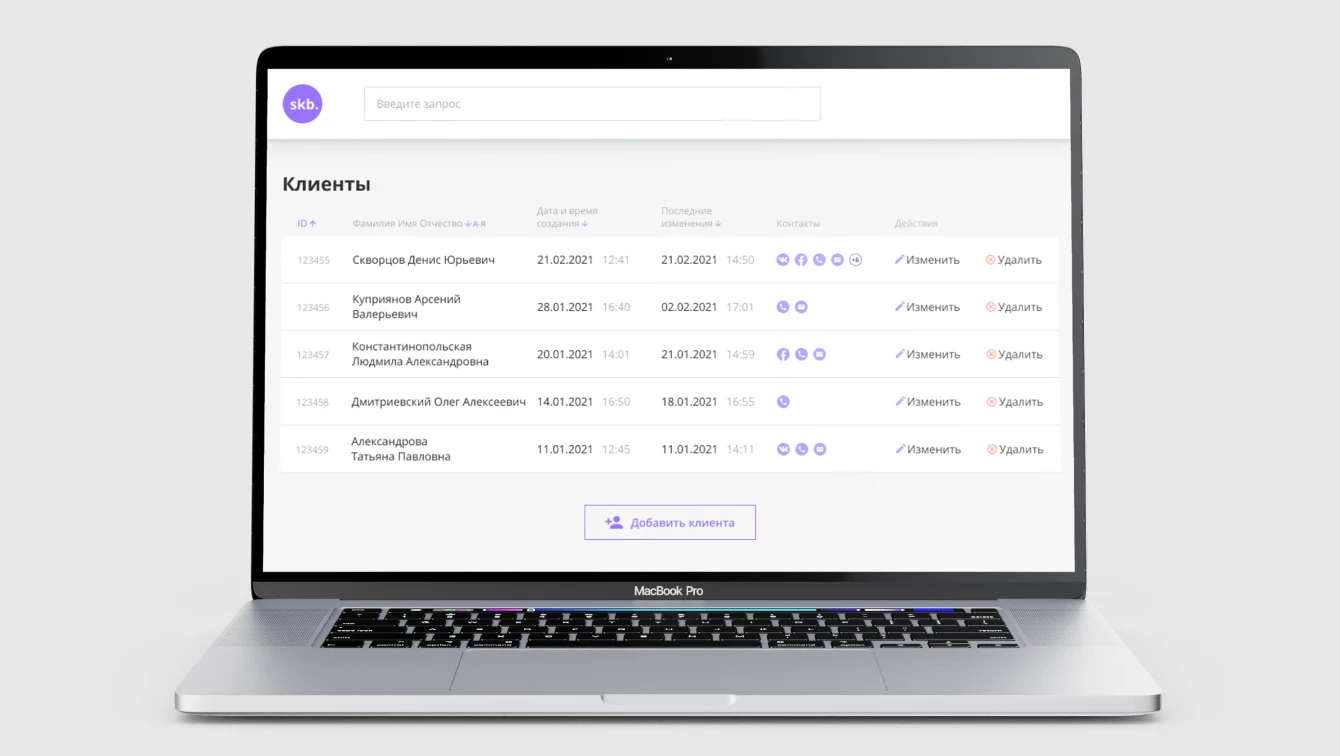 skb.
Введите запрос
Клиенты
ID Фамилия Имя Отчество А-Я Дата и время создания Последние изменения Контакты Действия
123455 Скворцов Денис Юрьевич 21.02.2021 12:41 21.02.2021 14:50 +6 Изменить Удалить
123456 Куприянов Арсений Валерьевич 28.01.2021 16:40 02.02.2021 17:01 Изменить Удалить
123457 Константинопольская Людмила Александровна 20.01.2021 14:01 21.01.2021 14:59 Изменить Удалить
123458 Дмитриевский Олег Алексеевич 14.01.2021 16:50 18.01.2021 16:55 Изменить Удалить
123459 Александрова Татьяна Павловна 11.01.2021 12:45 11.01.2021 14:11 Изменить Удалить
Добавить клиента
MacBook Pro